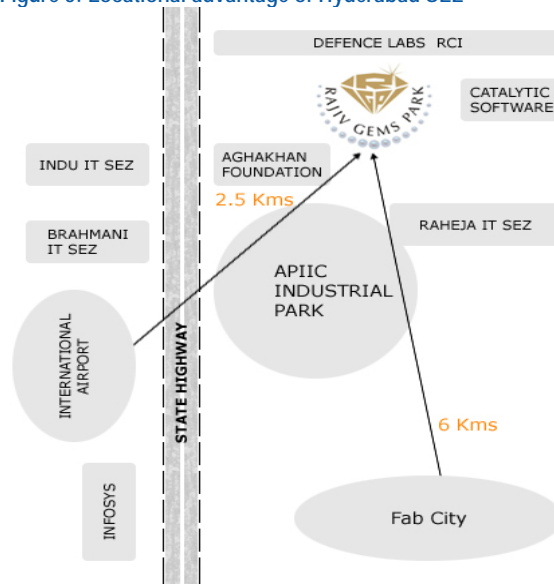 Figure 5: Locational advantage of Hyderabad SEZ
DEFENCE LABS RCI
RAJIV GEMS PARK
CATALYTIC
SOFTWARE
INDU IT SEZ
AGHAKHAN
FOUNDATION
2.5 Kms
BRAHMANI
IT SEZ
RAHEJA IT SEZ
APIIC
INDUSTRIAL
PARK
INTERNATIONAL
AIRPORT
STATE HIGHWAY
6 Kms
INFOSYS
Fab City